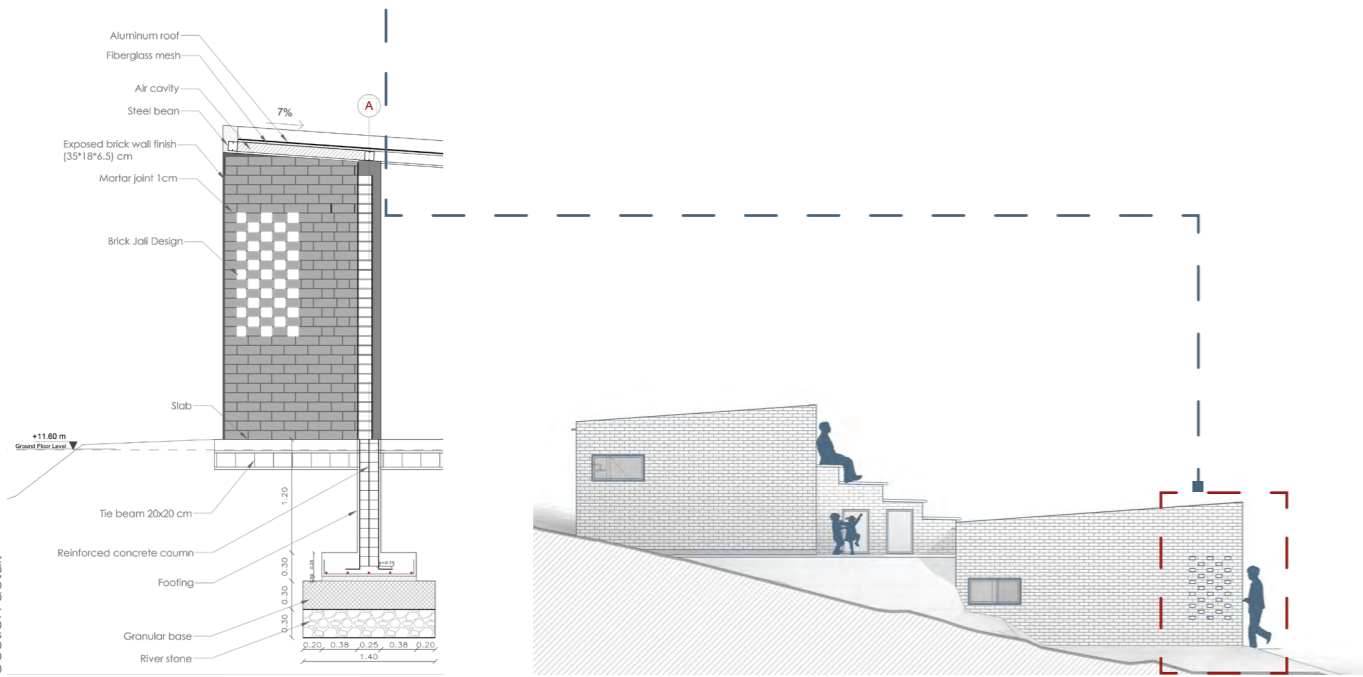 Aluminum roof
Fiberglass mesh
Air cavity
Steel bean
Exposed brick wall finish
(35*18*6.5) cm
Mortar joint 1cm
Brick Jali Design
Slab
+11.60 m
Ground Floor Level
Tie beam 20x20 cm
Reinforced concrete coumn
Footing
Granular base
River stone
7%
A
1.20
0.30
0.30
0.30
0.20 0.38 0.25 0.38 0.20
1.40